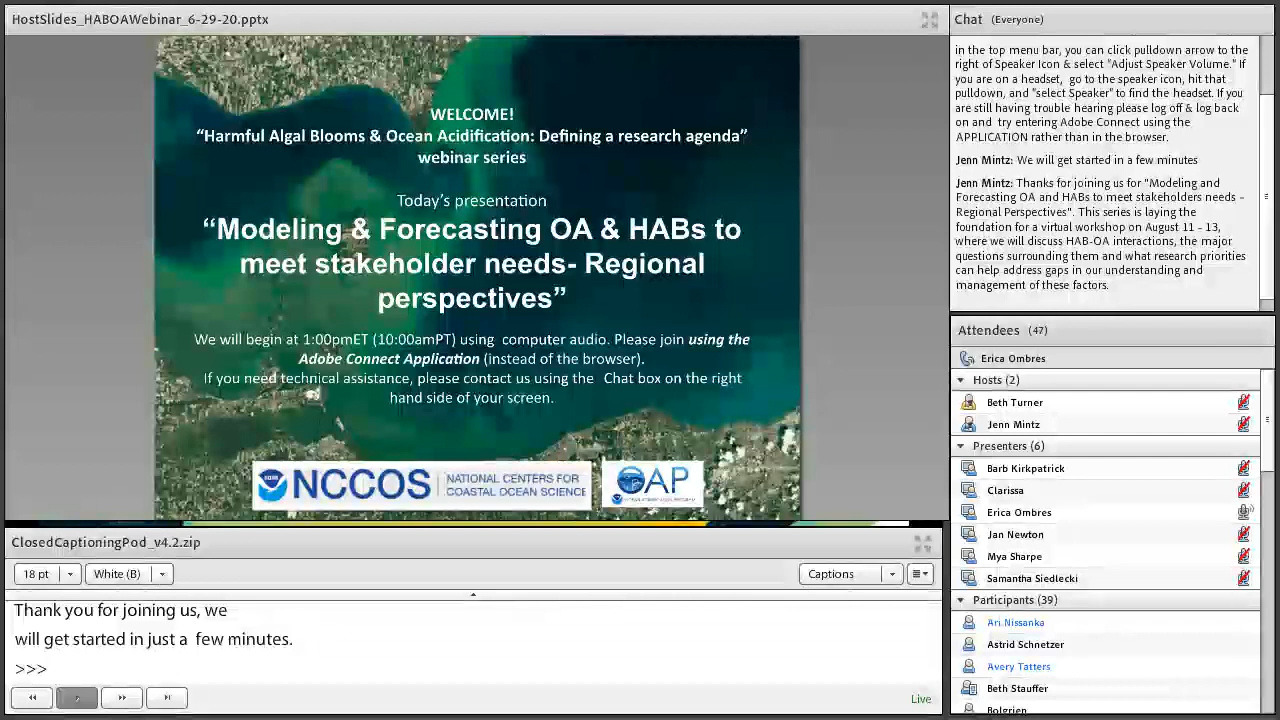 HostSlides_HABOAWebinar_6-29-20.pptx
WELCOME!
“Harmful Algal Blooms & Ocean Acidification: Defining a research agenda”
webinar series
Today’s presentation
“Modeling & Forecasting OA & HABs to
meet stakeholder needs- Regional
perspectives”
We will begin at 1:00pmET (10:00amPT) using computer audio. Please join using the
Adobe Connect Application (instead of the browser).
If you need technical assistance, please contact us using the Chat box on the right
hand side of your screen.
NCCOS
NATIONAL CENTERS FOR
COASTAL OCEAN SCIENCE
OAP
ClosedCaptioningPod_v4.2.zip
18 pt
White (B)
Captions
Thank you for joining us, we
will get started in just a few minutes.
>>>
Live
Chat (Everyone)
in the top menu bar, you can click pulldown arrow to the
right of Speaker Icon & select "Adjust Speaker Volume." If
you are on a headset, go to the speaker icon, hit that
pulldown, and "select Speaker" to find the headset. If you
are still having trouble hearing please log off & log back
on and try entering Adobe Connect using the
APPLICATION rather than in the browser.
Jenn Mintz: We will get started in a few minutes
Jenn Mintz: Thanks for joining us for "Modeling and
Forecasting OA and HABs to meet stakeholders needs -
Regional Perspectives". This series is laying the
foundation for a virtual workshop on August 11 - 13,
where we will discuss HAB-OA interactions, the major
questions surrounding them and what research priorities
can help address gaps in our understanding and
management of these factors.
Attendees (47)
Erica Ombres
Hosts (2)
Beth Turner
Jenn Mintz
Presenters (6)
Barb Kirkpatrick
Clarissa
Erica Ombres
Jan Newton
Mya Sharpe
Samantha Siedlecki
Participants (39)
Ari Nissanka
Astrid Schnetzer
Avery Tatters
Beth Stauffer
Bolgrien